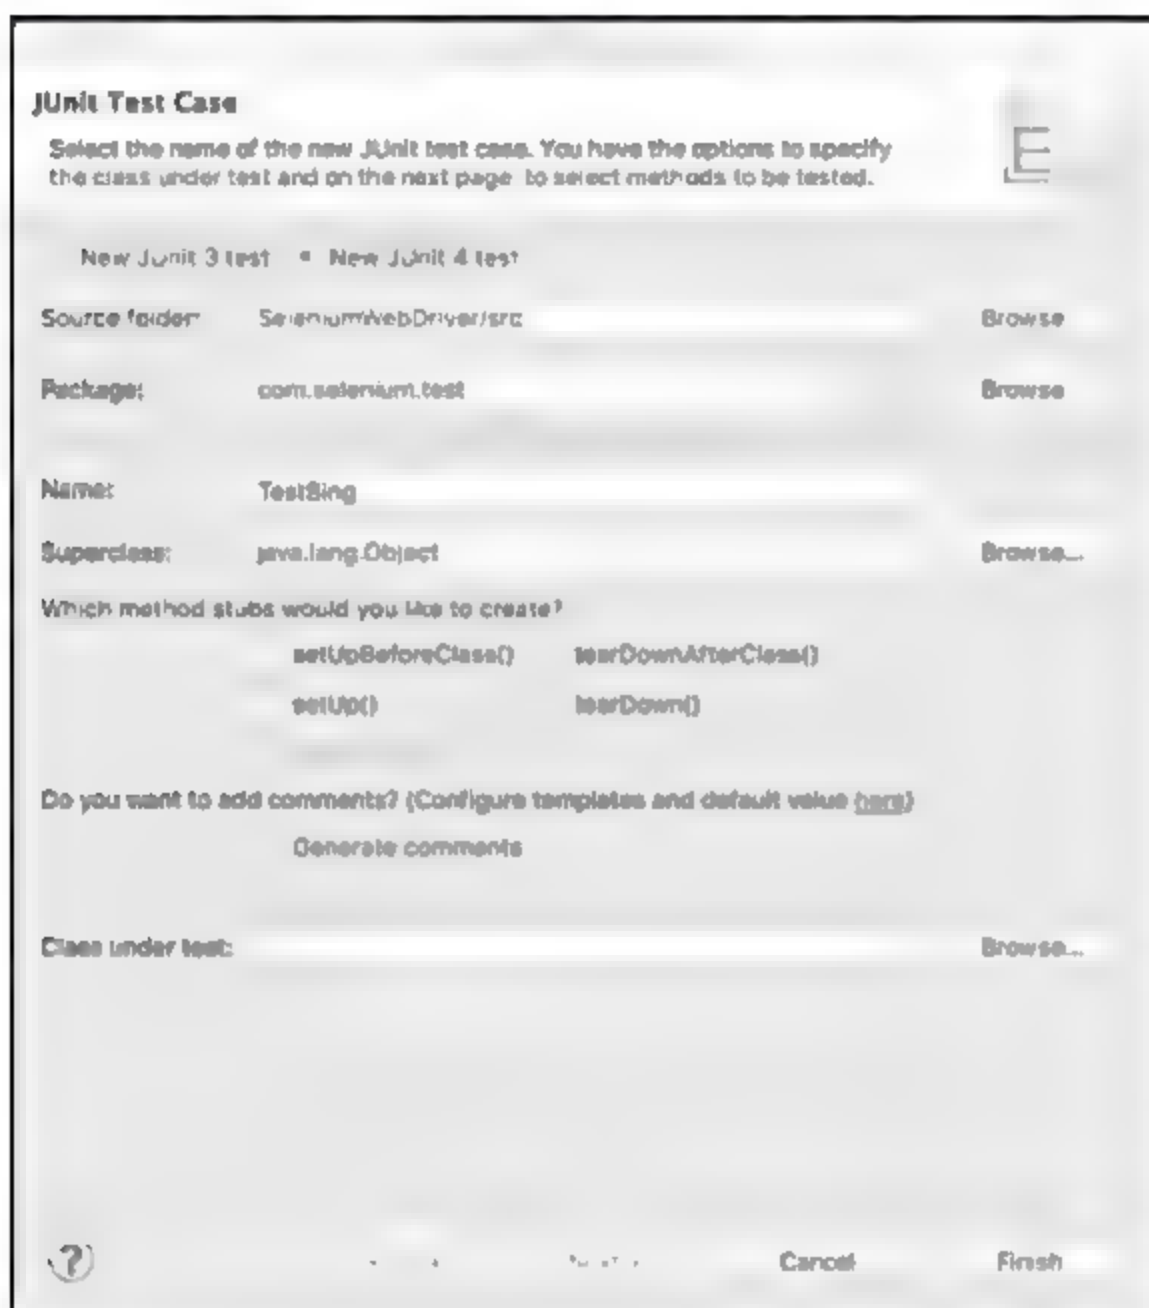 JUnit Test Case
Select the name of the new JUnit test case. You have the options to specify
the class under test and on the next page, to select methods to be tested.
New JUnit 3 test New JUnit 4 test
Source folder: SeleniumWebDriver/src Browse
Package: com.selenium.test Browse
Name: TestBing
Superclass: java.lang.Object Browse...
Which method stubs would you like to create?
setUpBeforeClass() tearDownAfterClass()
setUp() tearDown()
Do you want to add comments? (Configure templates and default value here)
Generate comments
Class under test: Browse...
? Cancel Finish